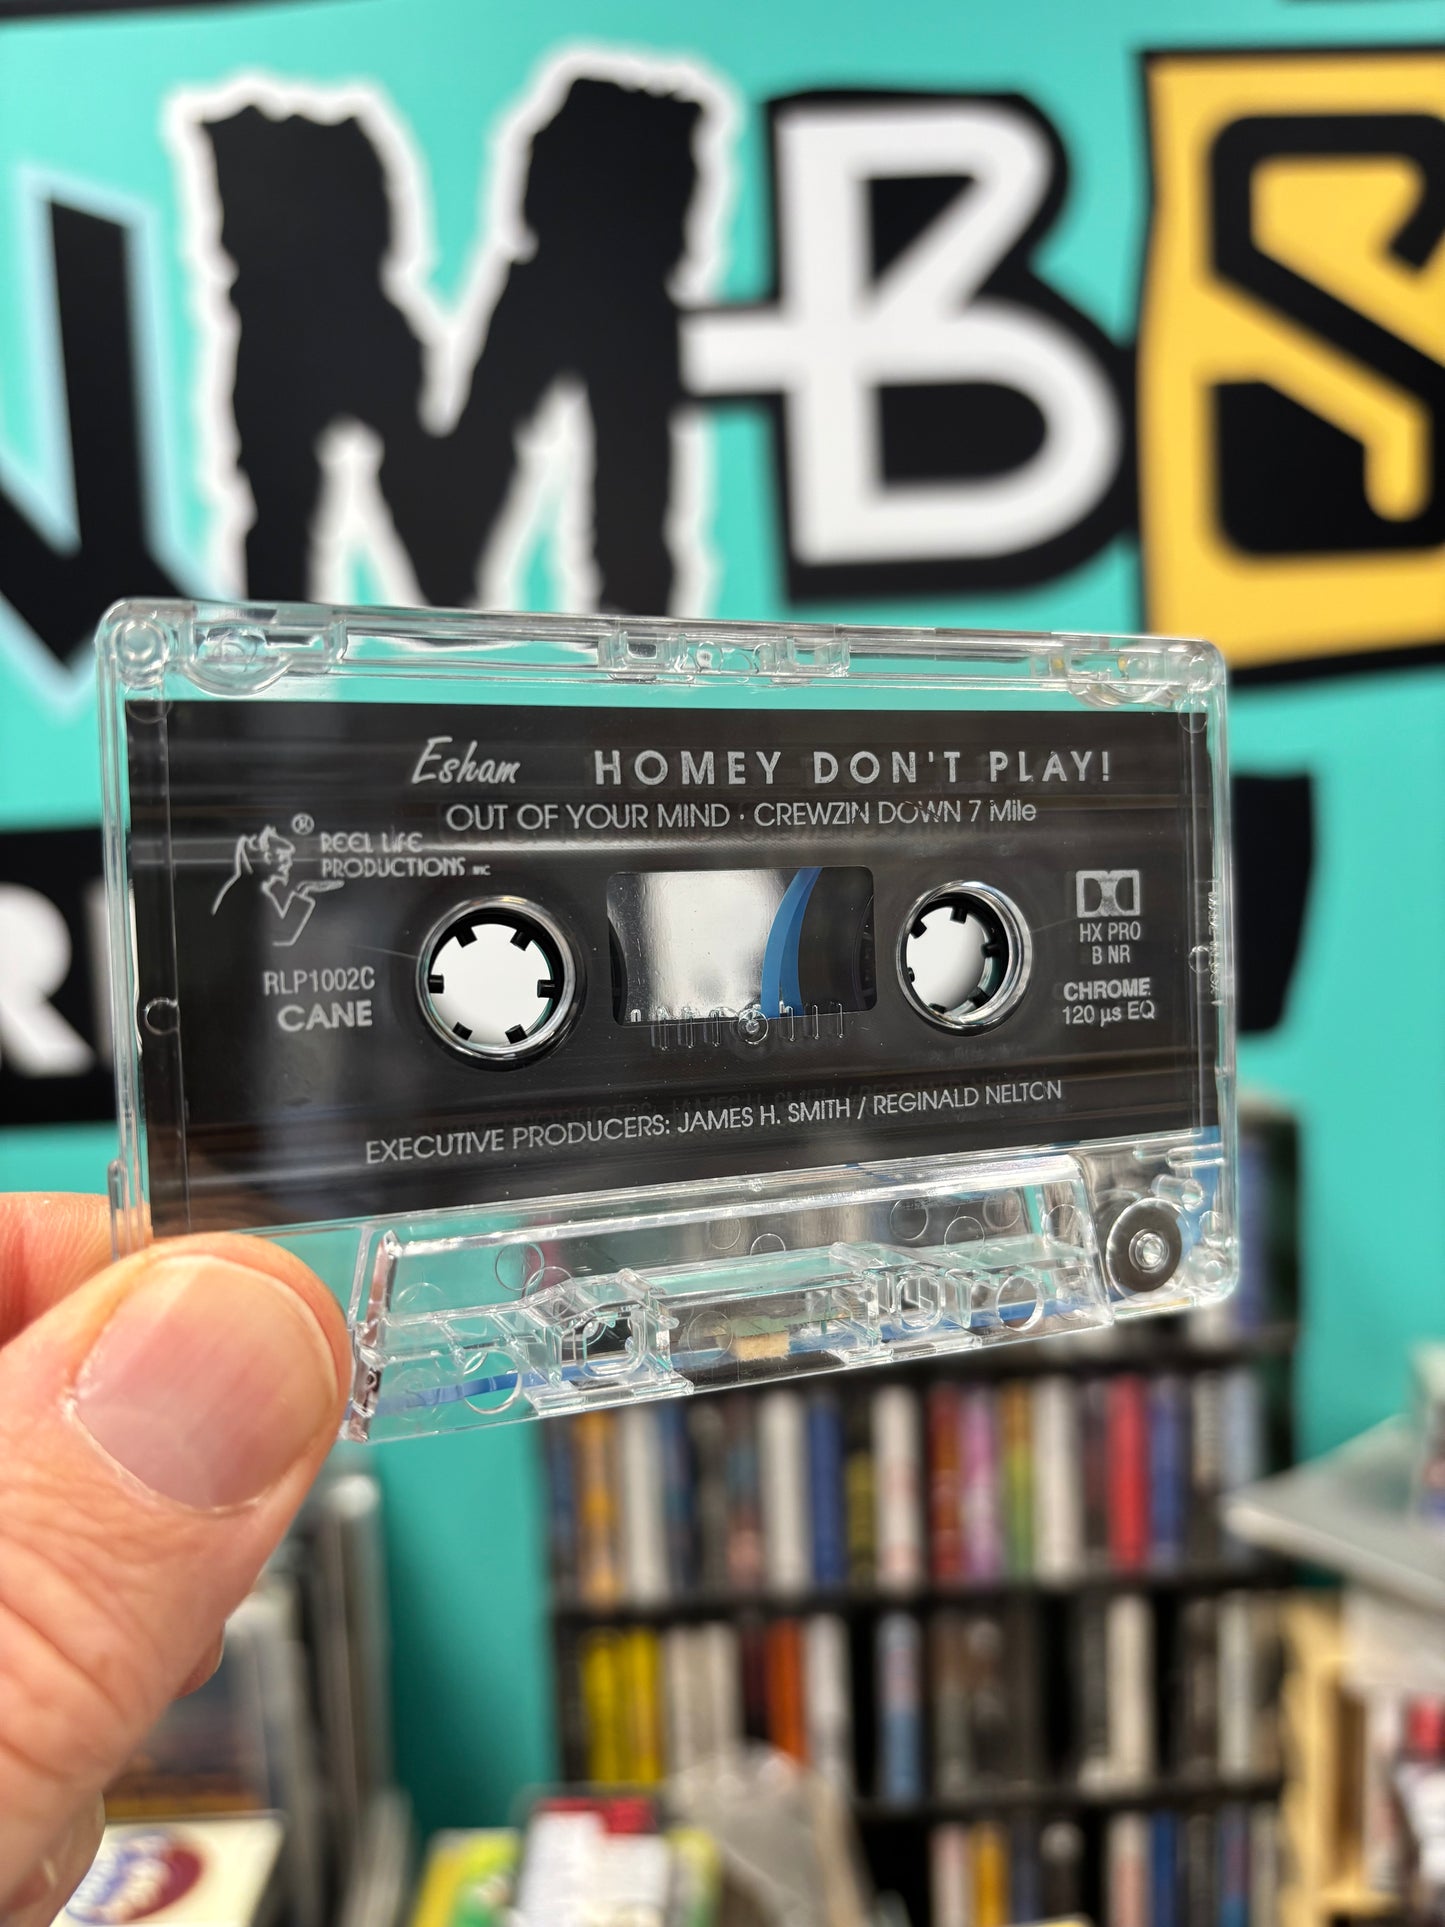 MBS
R
Esham HOMEY DON'T PLAY!
OUT OF YOUR MIND · CREWZIN DOWN 7 Mile
® REEL LIFE
PRODUCTIONS INC
RLP1002C
CANE
HX PRO
B NR
CHROME
120 µs EQ
EXECUTIVE PRODUCERS: JAMES H. SMITH / REGINALD NELTON